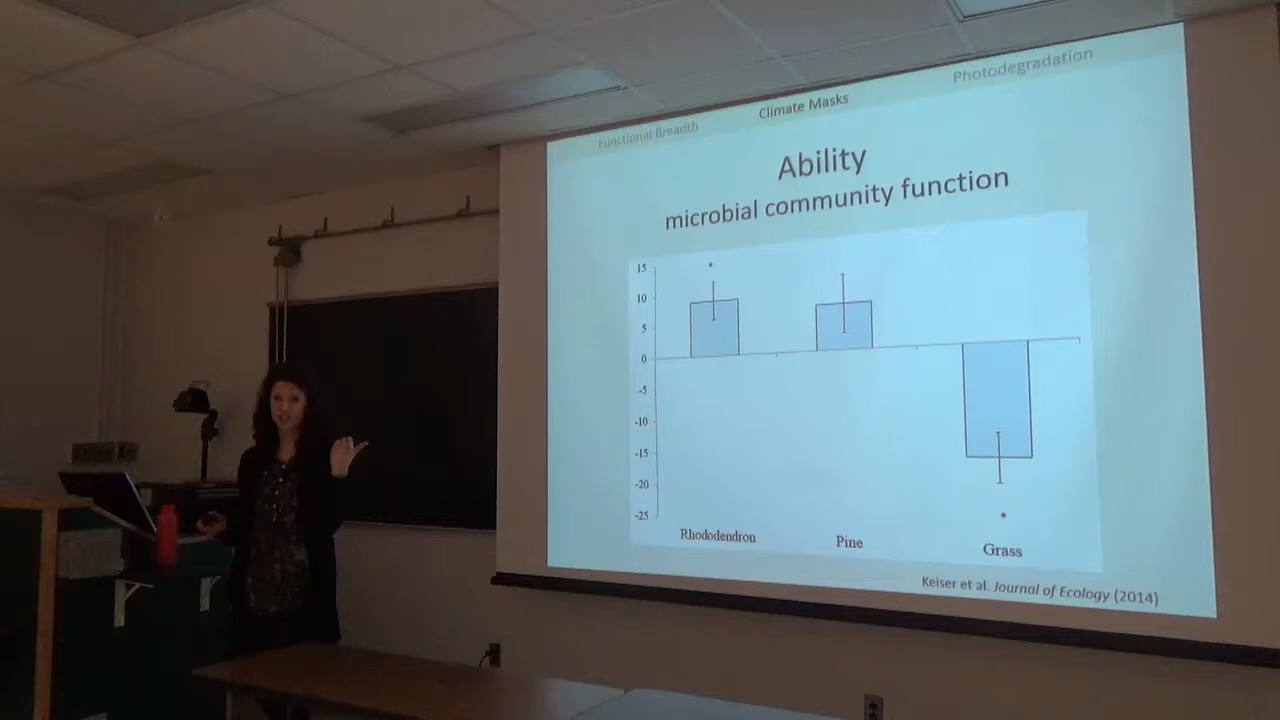 Functional Breadth
Climate Masks
Photodegradation
Ability
microbial community function
15
10
5
0
-5
-10
-15
-20
-25
Rhododendron
Pine
Grass
Keiser et al. Journal of Ecology (2014)